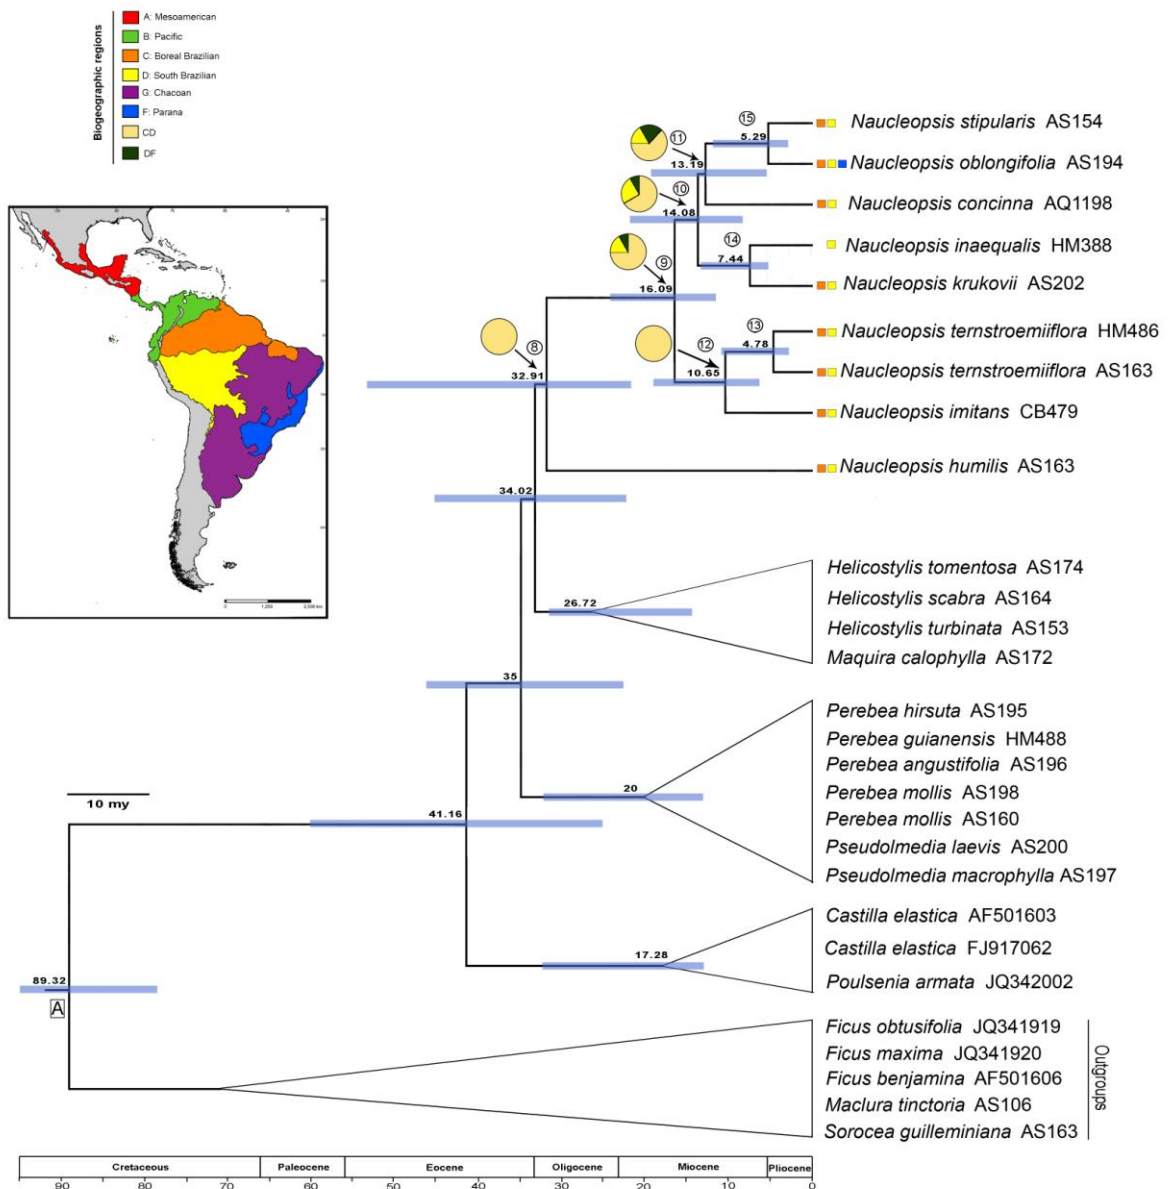 Biogeographic regions
A: Mesoamerican
B: Pacific
C: Boreal Brazilian
D: South Brazilian
G: Chacoan
F: Parana
CD
DF
0 1,250 2,500 km
15
Naucleopsis stipularis AS154
5.29
11
Naucleopsis oblongifolia AS194
13.19
10
Naucleopsis concinna AQ1198
14.08
14
Naucleopsis inaequalis HM388
7.44
9
Naucleopsis krukovii AS202
16.09
13
Naucleopsis ternstroemiiflora HM486
8
12
4.78
Naucleopsis ternstroemiiflora AS163
10.65
32.91
Naucleopsis imitans CB479
Naucleopsis humilis AS163
34.02
Helicostylis tomentosa AS174
Helicostylis scabra AS164
26.72
Helicostylis turbinata AS153
Maquira calophylla AS172
35
Perebea hirsuta AS195
Perebea guianensis HM488
Perebea angustifolia AS196
20
Perebea mollis AS198
10 my
Perebea mollis AS160
41.16
Pseudolmedia laevis AS200
Pseudolmedia macrophylla AS197
Castilla elastica AF501603
Castilla elastica FJ917062
17.28
Poulsenia armata JQ342002
89.32
A
Ficus obtusifolia JQ341919
Ficus maxima JQ341920
Ficus benjamina AF501606
Maclura tinctoria AS106
Sorocea guilleminiana AS163
Outgroups
Cretaceous Paleocene Eocene Oligocene Miocene Pliocene
90 80 70 60 50 40 30 20 10 0